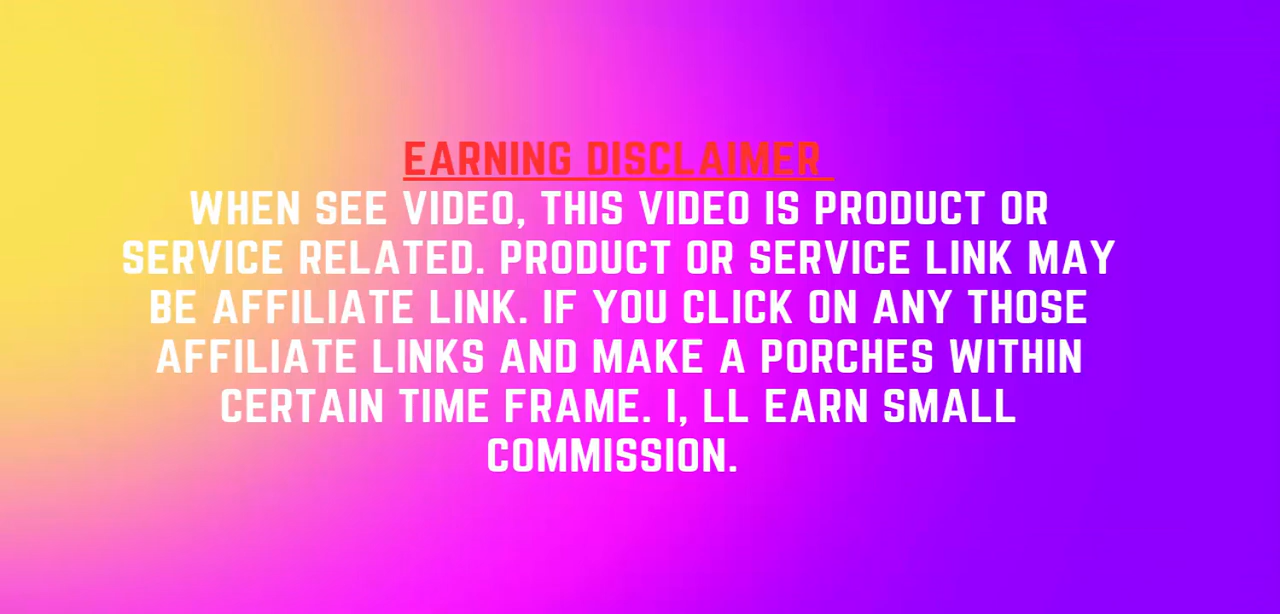 EARNING DISCLAIMER
WHEN SEE VIDEO, THIS VIDEO IS PRODUCT OR
SERVICE RELATED. PRODUCT OR SERVICE LINK MAY
BE AFFILIATE LINK. IF YOU CLICK ON ANY THOSE
AFFILIATE LINKS AND MAKE A PORCHES WITHIN
CERTAIN TIME FRAME. I, LL EARN SMALL
COMMISSION.